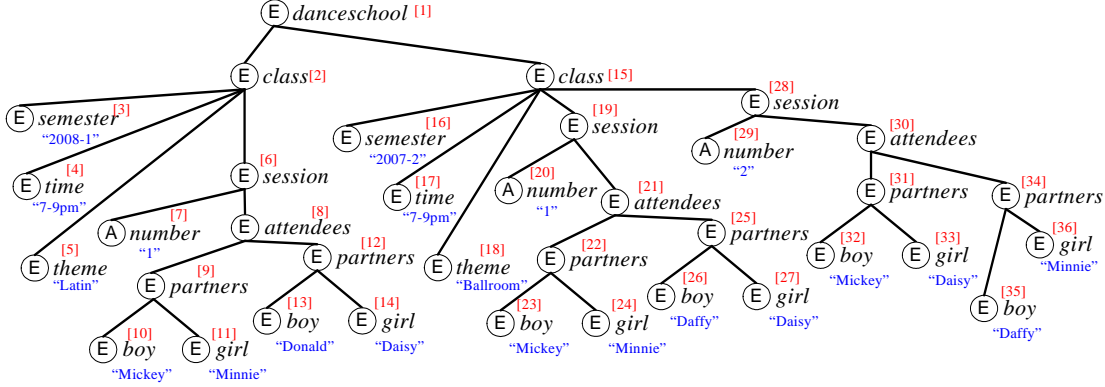 E danceschool [1]
E class [2]
E class [15]
E semester [3]
"2008-1"
E time [4]
"7-9pm"
E theme [5]
"Latin"
E session [6]
A number [7]
"1"
E attendees [8]
E partners [9]
E boy [10]
"Mickey"
E girl [11]
"Minnie"
E partners [12]
E boy [13]
"Donald"
E girl [14]
"Daisy"
E semester [16]
"2007-2"
E time [17]
"7-9pm"
E theme [18]
"Ballroom"
E session [19]
A number [20]
"1"
E attendees [21]
E partners [22]
E boy [23]
"Mickey"
E girl [24]
"Minnie"
E partners [25]
E boy [26]
"Daffy"
E girl [27]
"Daisy"
E session [28]
A number [29]
"2"
E attendees [30]
E partners [31]
E boy [32]
"Mickey"
E girl [33]
"Daisy"
E partners [34]
E boy [35]
"Daffy"
E girl [36]
"Minnie"